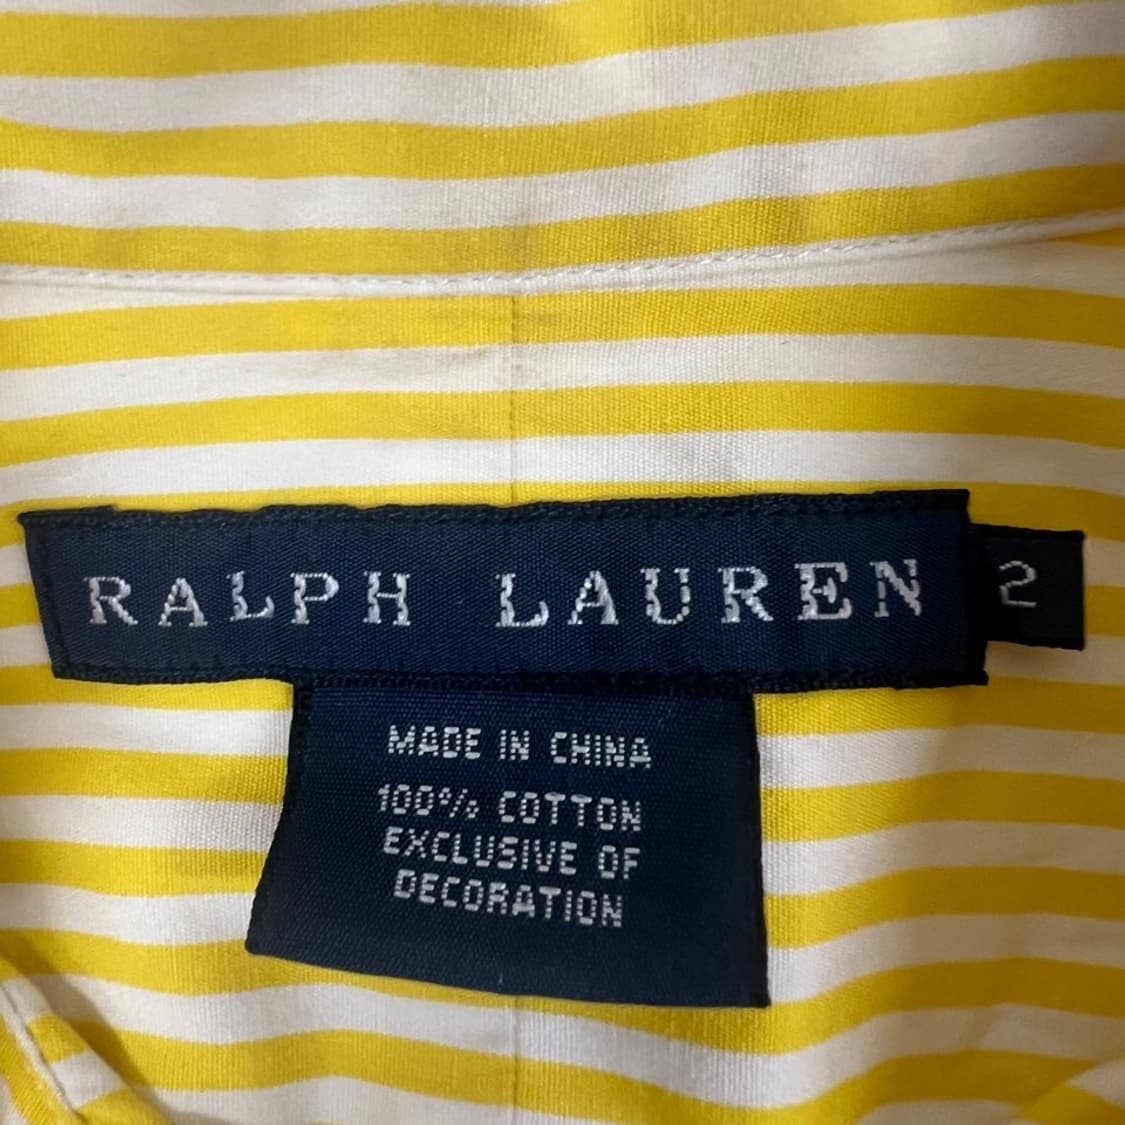 RALPH LAUREN
2
MADE IN CHINA
100% COTTON
EXCLUSIVE OF
DECORATION